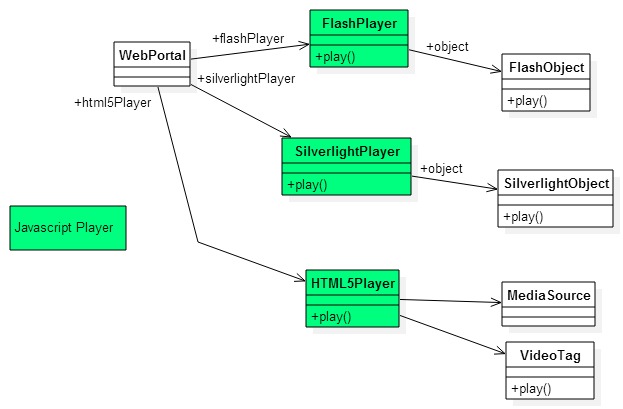 FlashPlayer
+play()
+flashPlayer
+object
WebPortal
FlashObject
+play()
+silverlightPlayer
+html5Player
SilverlightPlayer
+play()
+object
SilverlightObject
+play()
Javascript Player
HTML5Player
+play()
MediaSource
VideoTag
+play()